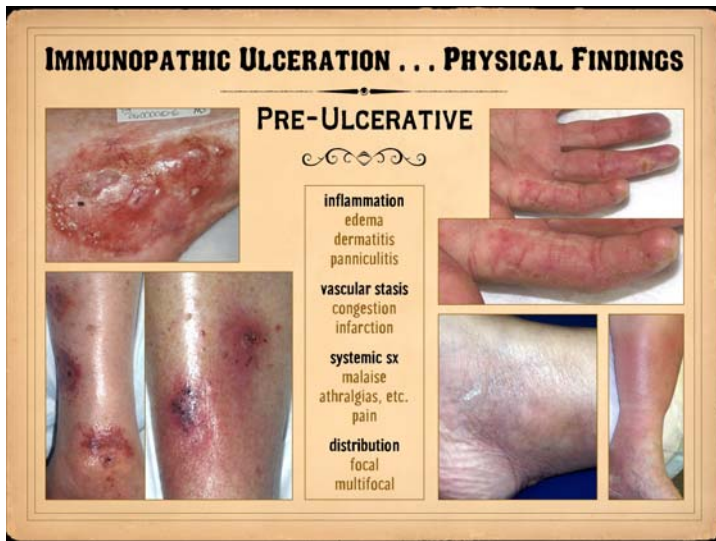 Immunopathic Ulceration . . . Physical Findings
Pre-Ulcerative
inflammation
edema
dermatitis
panniculitis
vascular stasis
congestion
infarction
systemic sx
malaise
athralgias, etc.
pain
distribution
focal
multifocal